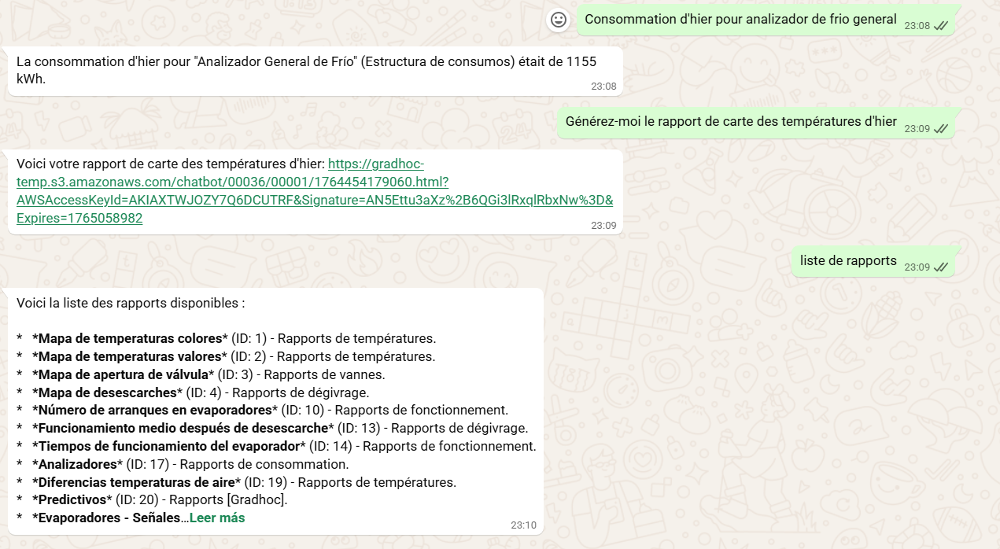 Consommation d'hier pour analizador de frio general 23:08
La consommation d'hier pour "Analizador General de Frío" (Estructura de consumos) était de 1155
kWh.
23:08
Générez-moi le rapport de carte des températures d'hier 23:09
Voici votre rapport de carte des températures d'hier: https://gradhoc-
temp.s3.amazonaws.com/chatbot/00036/00001/1764454179060.html?
AWSAccessKeyId=AKIAXTWJOZY7Q6DCUTRF&Signature=AN5Ettu3aXz%2B6QGi3lRxqlRbxNw%3D&
Expires=1765058982
23:09
liste de rapports 23:09
Voici la liste des rapports disponibles :
* *Mapa de temperaturas colores* (ID: 1) - Rapports de températures.
* *Mapa de temperaturas valores* (ID: 2) - Rapports de températures.
* *Mapa de apertura de válvula* (ID: 3) - Rapports de vannes.
* *Mapa de desescarches* (ID: 4) - Rapports de dégivrage.
* *Número de arranques en evaporadores* (ID: 10) - Rapports de fonctionnement.
* *Funcionamiento medio después de desescarche* (ID: 13) - Rapports de dégivrage.
* *Tiempos de funcionamiento del evaporador* (ID: 14) - Rapports de fonctionnement.
* *Analizadores* (ID: 17) - Rapports de consommation.
* *Diferencias temperaturas de aire* (ID: 19) - Rapports de températures.
* *Predictivos* (ID: 20) - Rapports [Gradhoc].
* *Evaporadores - Señales…Leer más
23:10